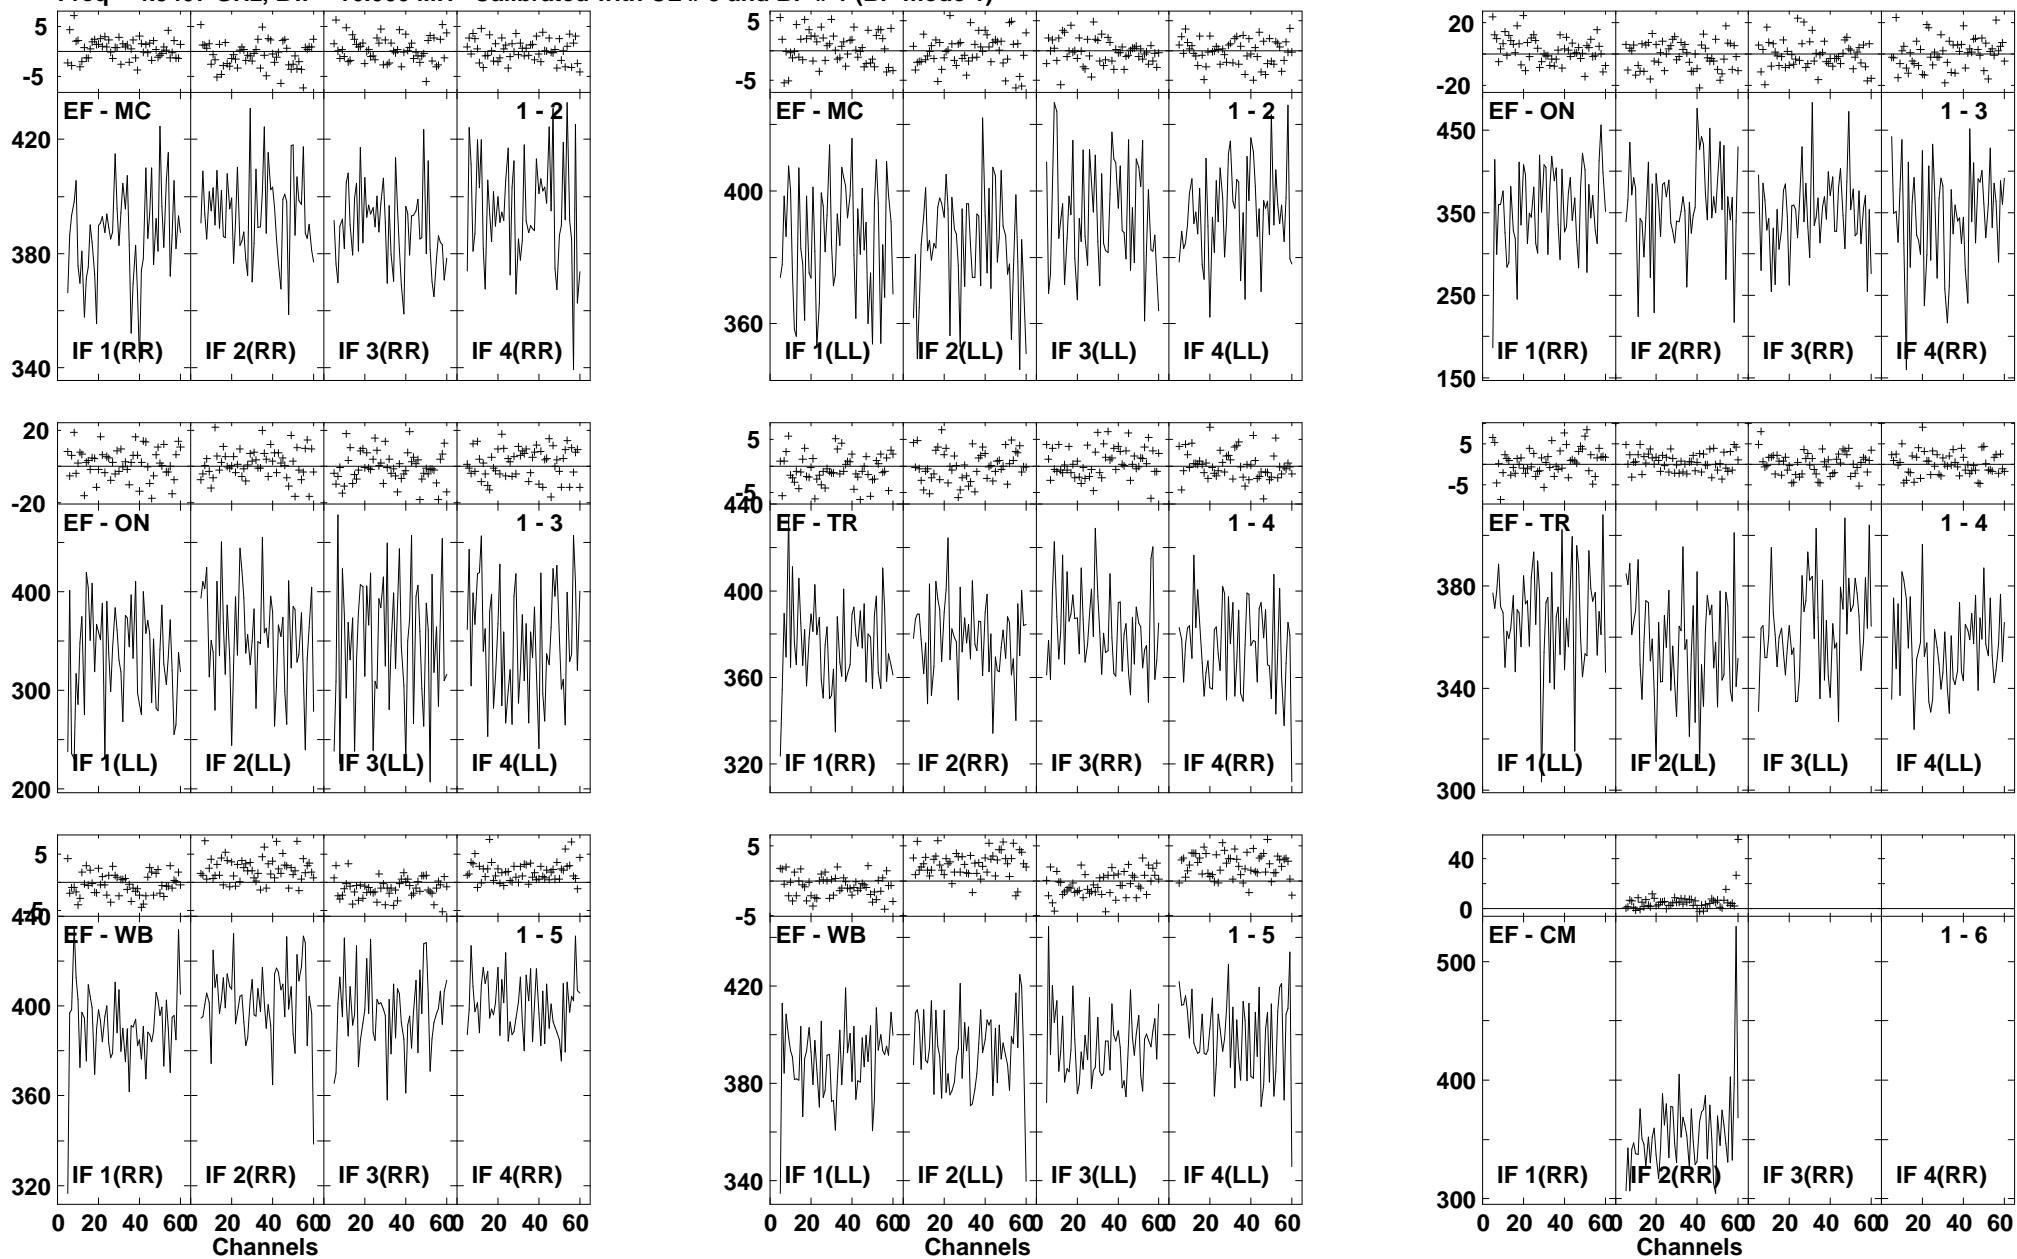 5
-5
EF - MC 1 - 2
420
380
340
IF 1(RR) IF 2(RR) IF 3(RR) IF 4(RR)
5
0
-5
EF - MC 1 - 2
400
360
IF 1(LL) IF 2(LL) IF 3(LL) IF 4(LL)
20
0
-20
EF - ON 1 - 3
450
350
250
150
IF 1(RR) IF 2(RR) IF 3(RR) IF 4(RR)
20
0
-20
EF - ON 1 - 3
400
300
200
IF 1(LL) IF 2(LL) IF 3(LL) IF 4(LL)
5
-5
440
EF - TR 1 - 4
400
360
320
IF 1(RR) IF 2(RR) IF 3(RR) IF 4(RR)
5
-5
EF - TR 1 - 4
380
340
300
IF 1(LL) IF 2(LL) IF 3(LL) IF 4(LL)
5
-5
440
EF - WB 1 - 5
400
360
320
IF 1(RR) IF 2(RR) IF 3(RR) IF 4(RR)
0 20 40 60 0 20 40 60 0 20 40 60 0 20 40 60
Channels
5
-5
EF - WB 1 - 5
420
380
340
IF 1(LL) IF 2(LL) IF 3(LL) IF 4(LL)
0 20 40 60 0 20 40 60 0 20 40 60 0 20 40 60
Channels
40
0
EF - CM 1 - 6
500
400
300
IF 1(RR) IF 2(RR) IF 3(RR) IF 4(RR)
0 20 40 60 0 20 40 60 0 20 40 60 0 20 40 60
Channels